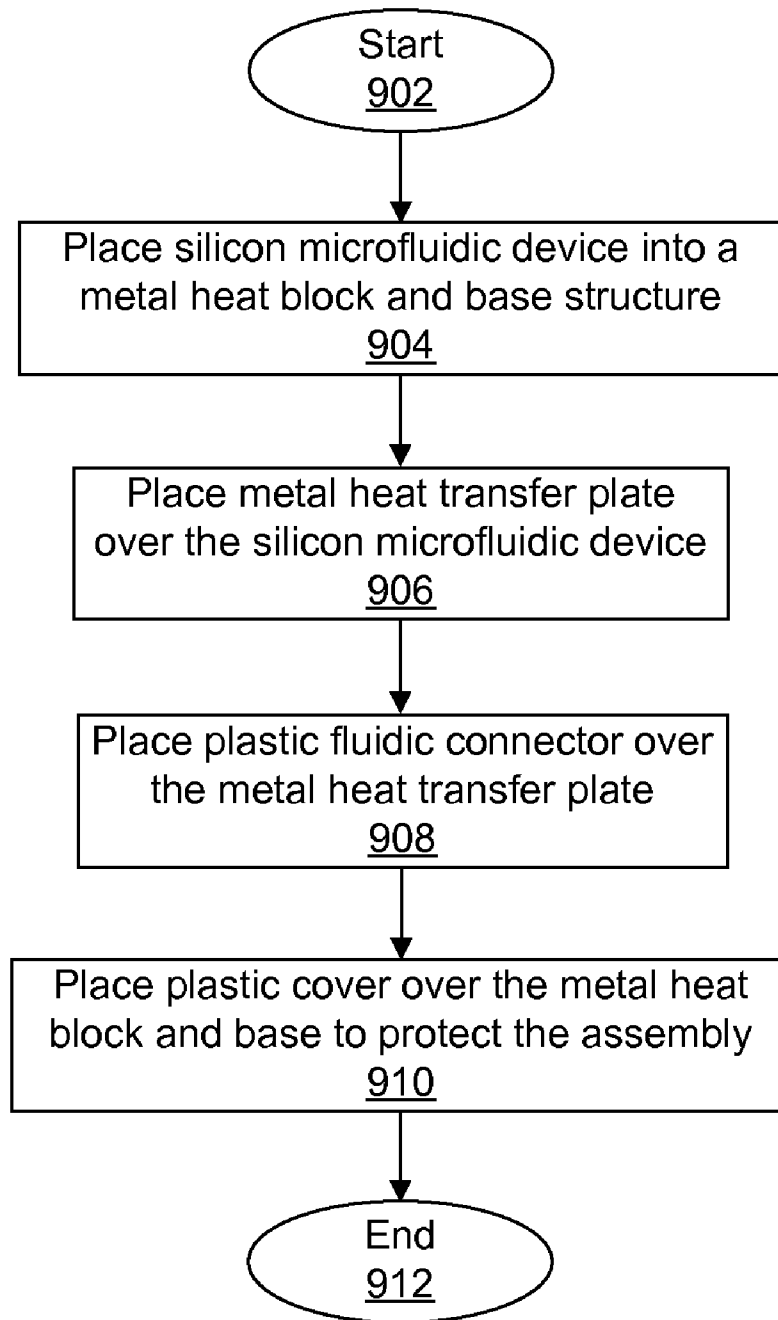 Start
902
Place silicon microfluidic device into a
metal heat block and base structure
904
Place metal heat transfer plate
over the silicon microfluidic device
906
Place plastic fluidic connector over
the metal heat transfer plate
908
Place plastic cover over the metal heat
block and base to protect the assembly
910
End
912